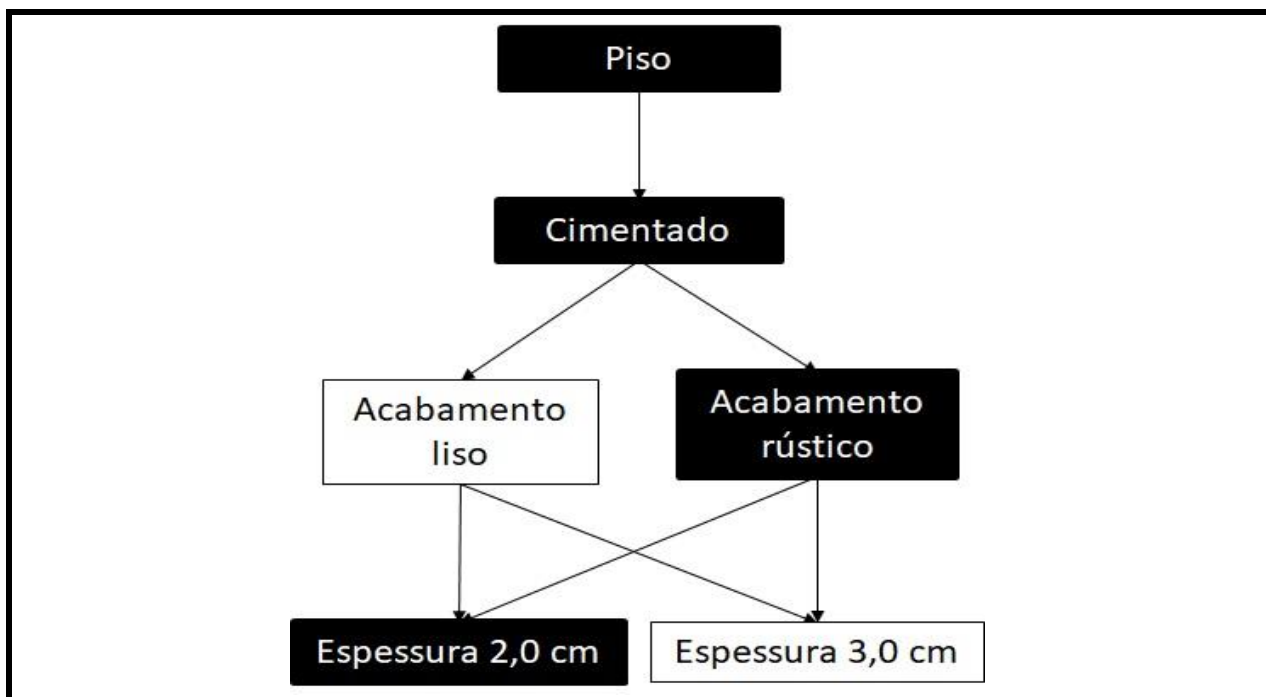 Piso
Cimentado
Acabamento
liso
Acabamento
rústico
Espessura 2,0 cm
Espessura 3,0 cm